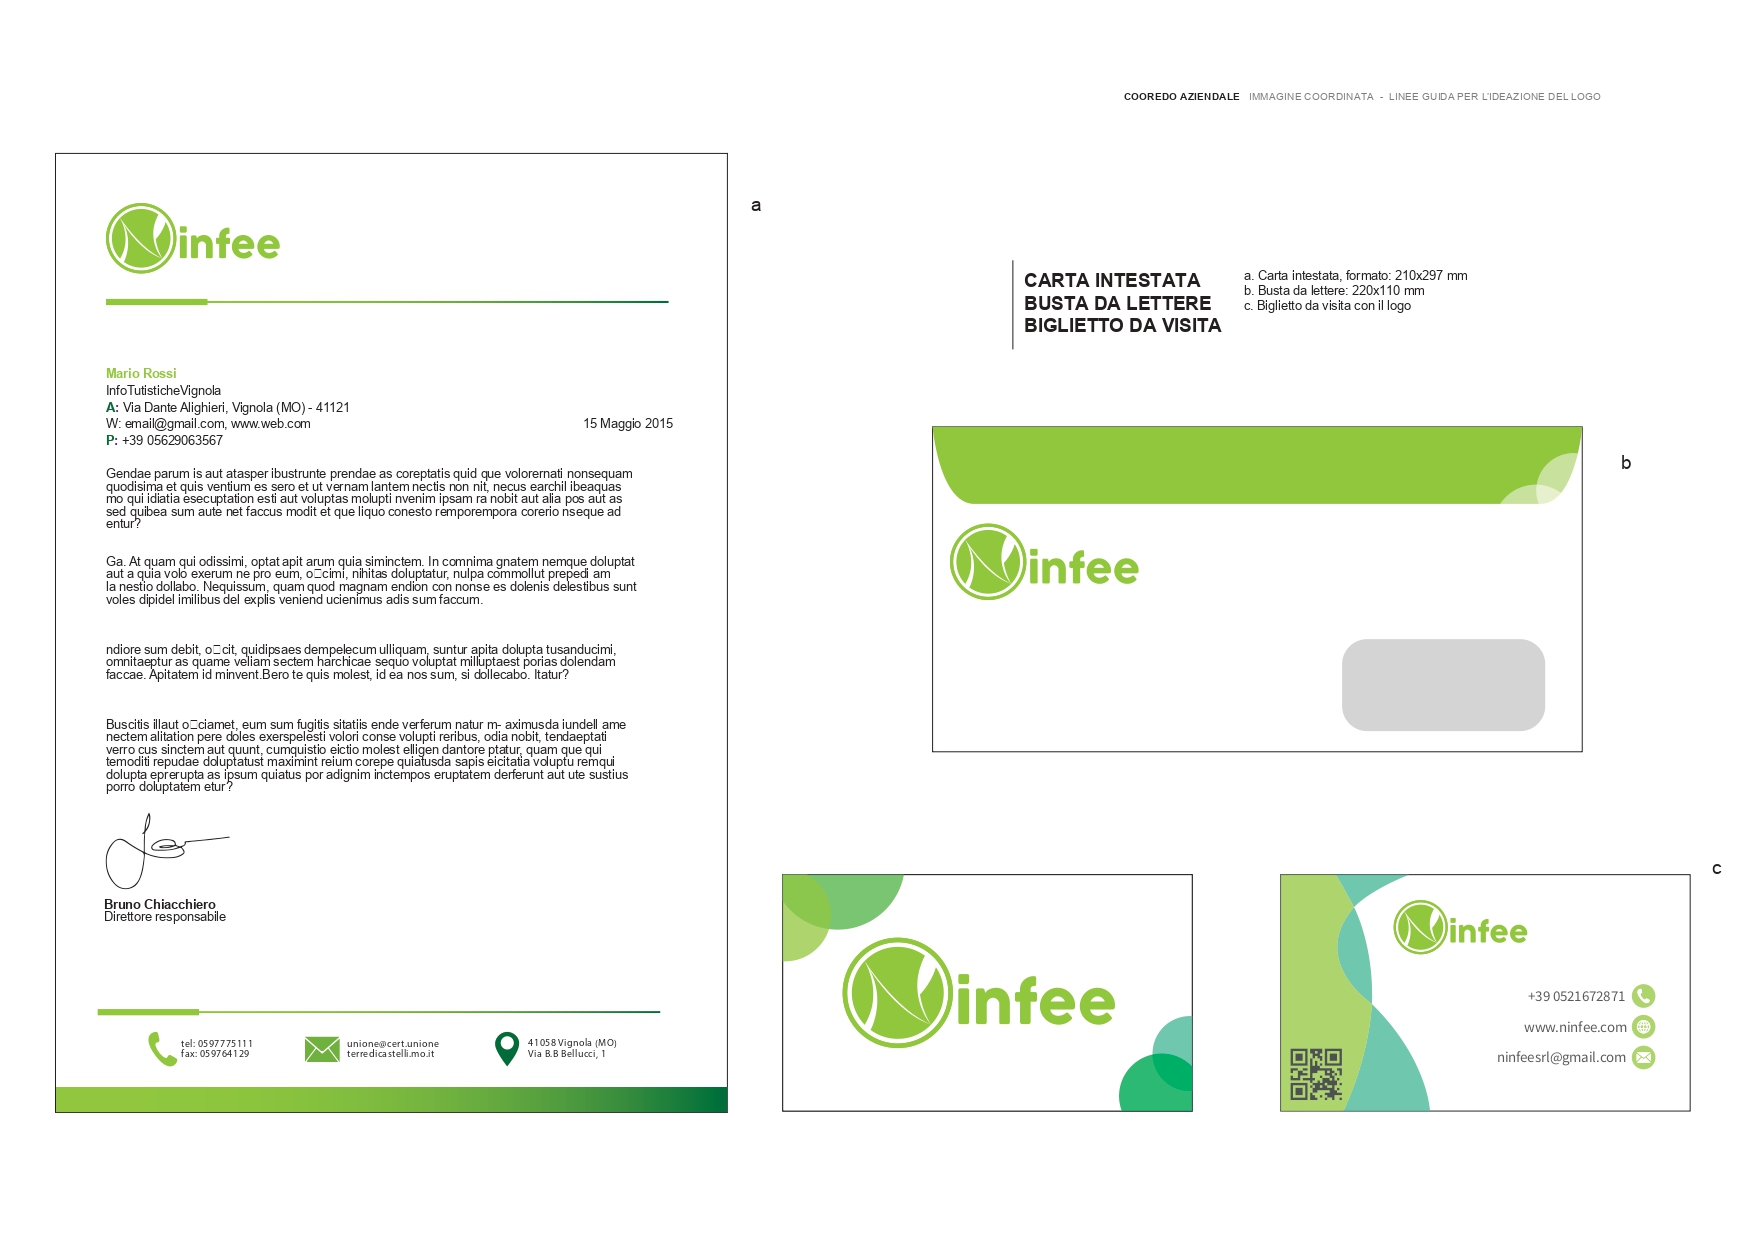 COOREDO AZIENDALE IMMAGINE COORDINATA - LINEE GUIDA PER L'IDEAZIONE DEL LOGO
Ninfee
a
Mario Rossi
InfoTutisticheVignola
A: Via Dante Alighieri, Vignola (MO) - 41121
W: email@gmail.com, www.web.com
15 Maggio 2015
P: +39 05629063567
Gendae parum is aut atasper ibustrunte prendae as coreptatis quid que volorernati nonsequam
quodisima et quis ventium es sero et ut vernam lantem nectis non nit, necus earchil ibeaquas
mo qui idiatia esecuptation esti aut voluptas molupti nvenim ipsam ra nobit aut alia pos aut as
sed quibea sum aute net faccus modit et que liquo conesto remporempora corerio nseque ad
entur?
Ga. At quam qui odissimi, optat apit arum quia siminctem. In comnima gnatem nemque doluptat
aut a quia volo exerum ne pro eum, o□cimi, nihitas doluptatur, nulpa commollut prepedi am
la nestio dollabo. Nequissum, quam quod magnam endion con nonse es dolenis delestibus sunt
voles dipidel imilibus del explis veniend ucienimus adis sum faccum.
ndiore sum debit, o□cit, quidipsaes dempelecum ulliquam, suntur apita dolupta tusanducimi,
omnitaeptur as quame veliam sectem harchicae sequo voluptat milluptaest porias dolendam
faccae. Apitatem id minvent.Bero te quis molest, id ea nos sum, si dollecabo. Itatur?
Buscitis illaut o□ciamet, eum sum fugitis sitatiis ende verferum natur m- aximusda iundell ame
nectem alitation pere doles exerspelesti volori conse volupti reribus, odia nobit, tendaeptati
verro cus sinctem aut quunt, cumquistio eictio molest elligen dantore ptatur, quam que qui
temoditi repudae doluptatust maximint reium corepe quiatusda sapis eicitatia voluptu remqui
dolupta eprerupta as ipsum quiatus por adignim inctempos eruptatem derferunt aut ute sustius
porro doluptatem etur?
Bruno Chiacchiero
Direttore responsabile
tel: 0597775111
fax: 059764129
unione@cert.unione
terredicastelli.mo.it
41058 Vignola (MO)
Via B.B Bellucci, 1
CARTA INTESTATA
BUSTA DA LETTERE
BIGLIETTO DA VISITA
a. Carta intestata, formato: 210x297 mm
b. Busta da lettere: 220x110 mm
c. Biglietto da visita con il logo
b
Ninfee
Ninfee
c
Ninfee
+39 0521672871
www.ninfee.com
ninfeesrl@gmail.com